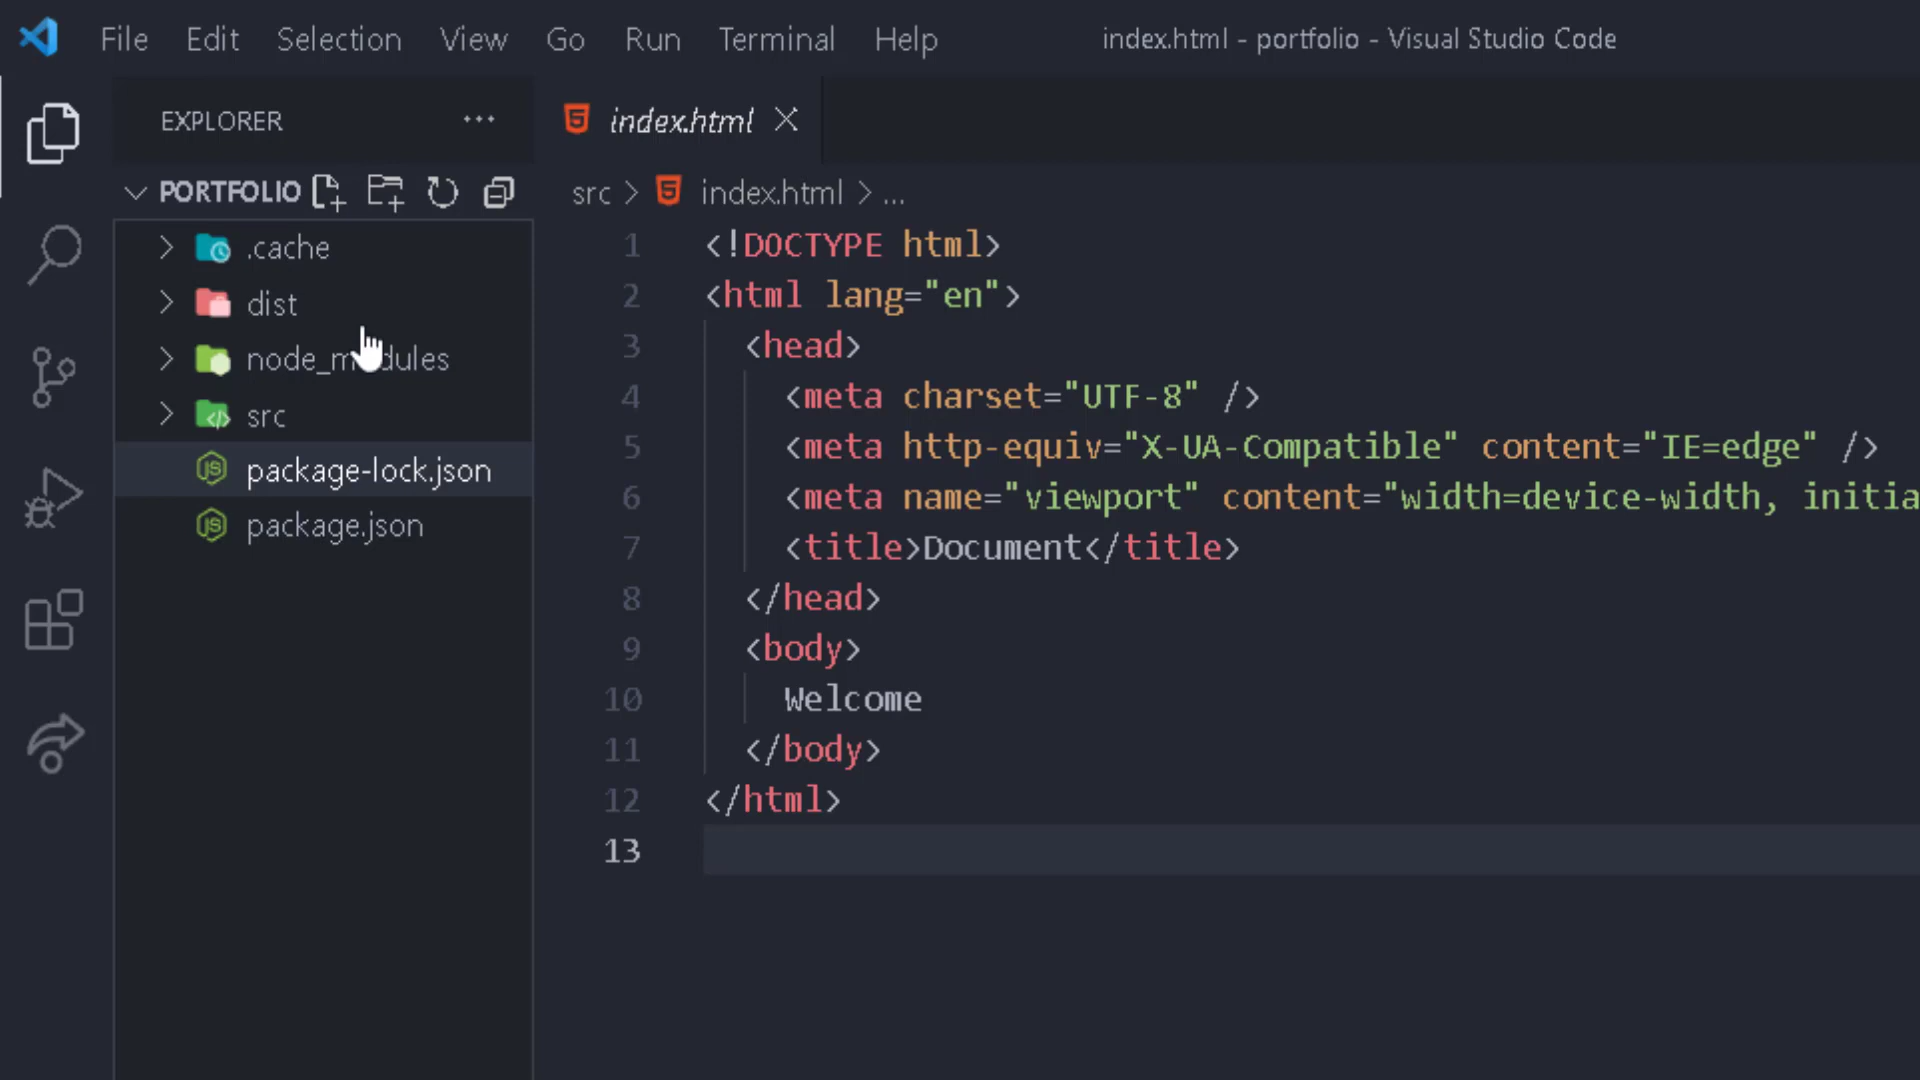 File Edit Selection View Go Run Terminal Help index.html - portfolio - Visual Studio Code
EXPLORER ...
PORTFOLIO
.cache
dist
node_modules
src
package-lock.json
package.json
index.html
src > index.html > ...
1 <!DOCTYPE html>
2 <html lang="en">
3 <head>
4 <meta charset="UTF-8" />
5 <meta http-equiv="X-UA-Compatible" content="IE=edge" />
6 <meta name="viewport" content="width=device-width, initia
7 <title>Document</title>
8 </head>
9 <body>
10 Welcome
11 </body>
12 </html>
13